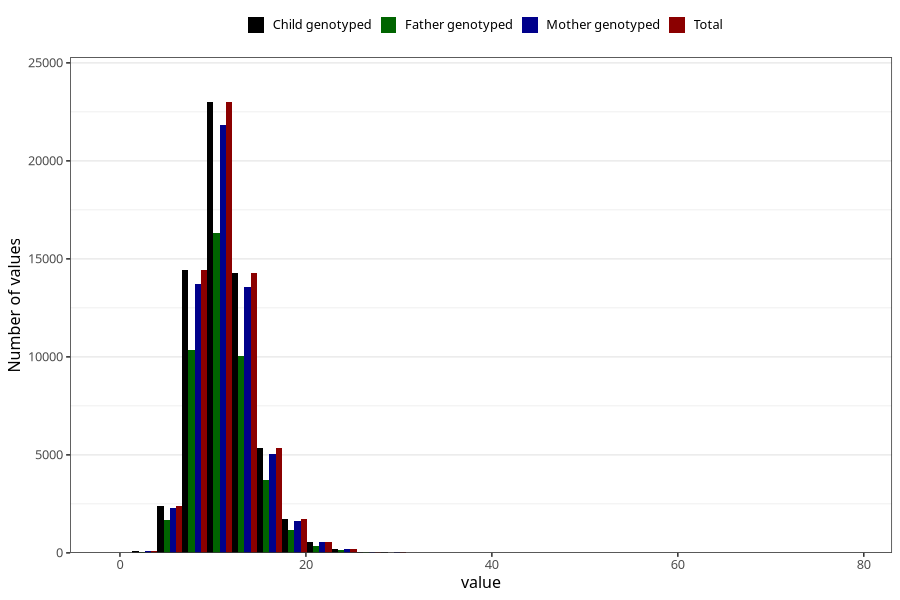 Child genotyped Father genotyped Mother genotyped Total
25000
20000
15000
10000
5000
0
Number of values
0 20 40 60 80
value